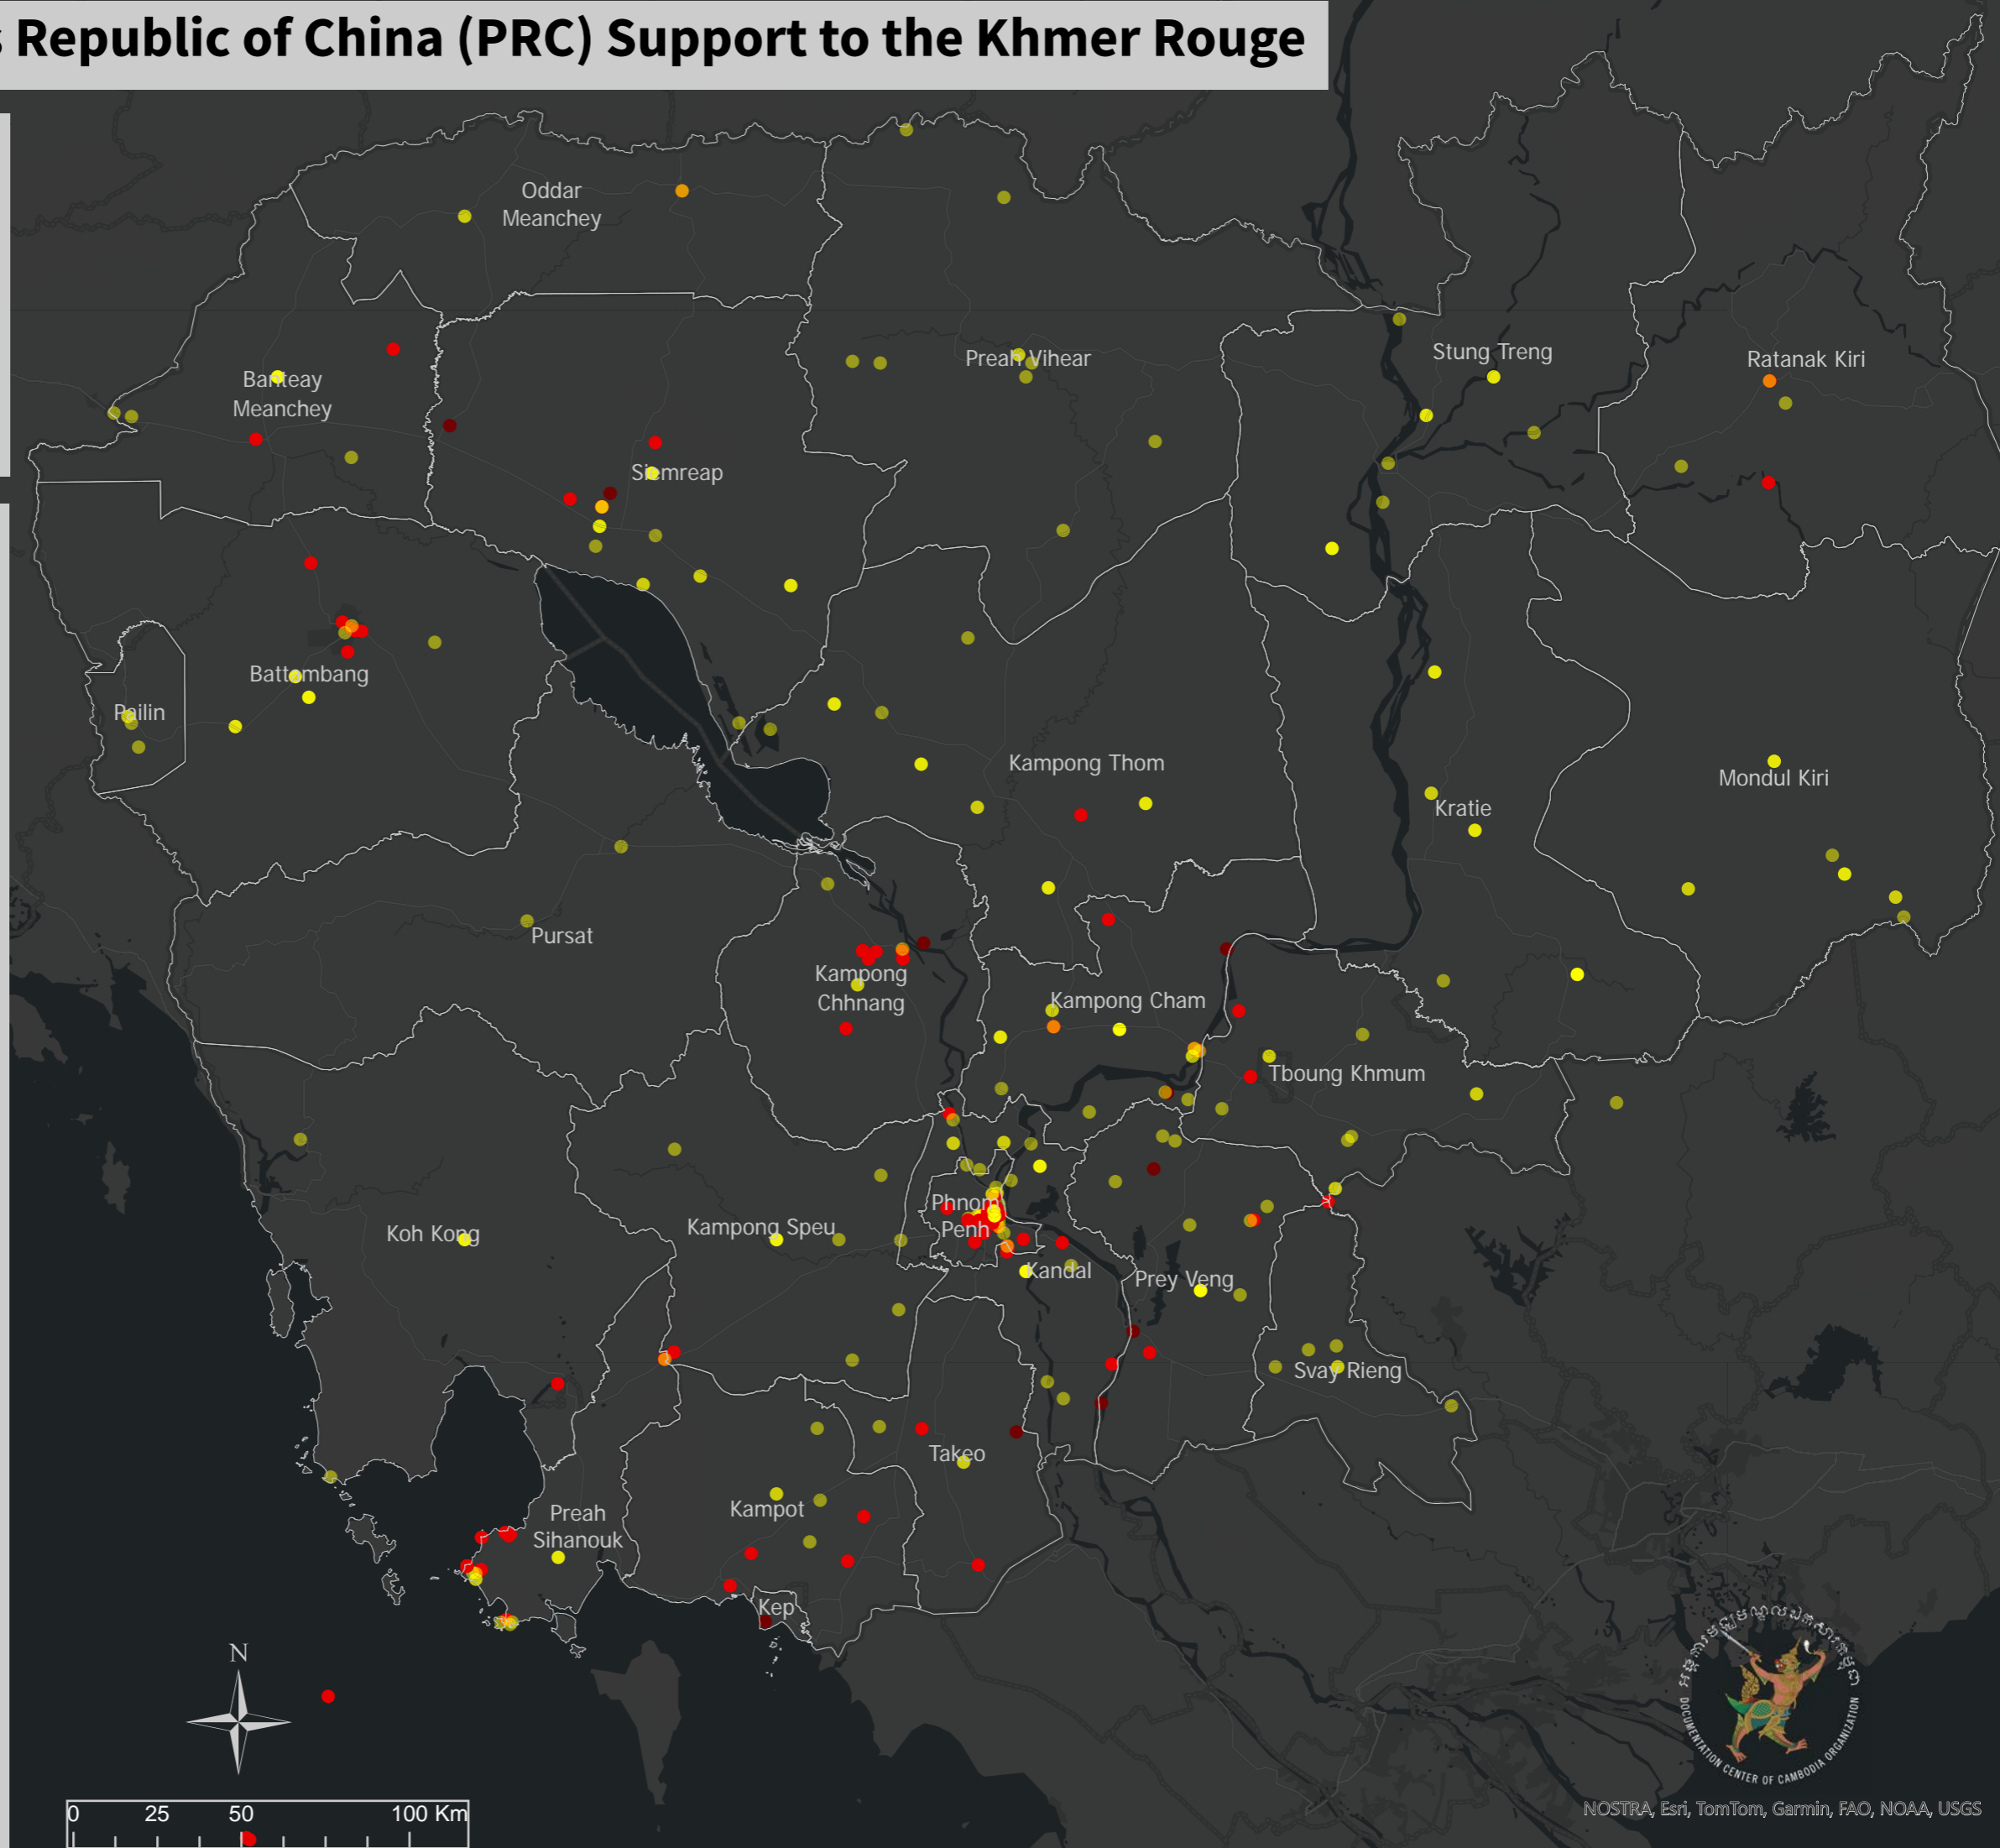 Republic of China (PRC) Support to the Khmer Rouge
Oddar
Meanchey
Banteay
Meanchey
Siemreap
Preah Vihear
Stung Treng
Ratanak Kiri
Battambang
Pailin
Kampong Thom
Kratie
Mondul Kiri
Pursat
Kampong
Chhnang
Kampong Cham
Tboung Khmum
Koh Kong
Kampong Speu
Phnom
Penh
Kandal
Prey Veng
Svay Rieng
Takeo
Kampot
Preah
Sihanouk
Kep
N
0 25 50 100 Km
DOCUMENTATION CENTER OF CAMBODIA ORGANIZATION
NOSTRA, Esri, TomTom, Garmin, FAO, NOAA, USGS